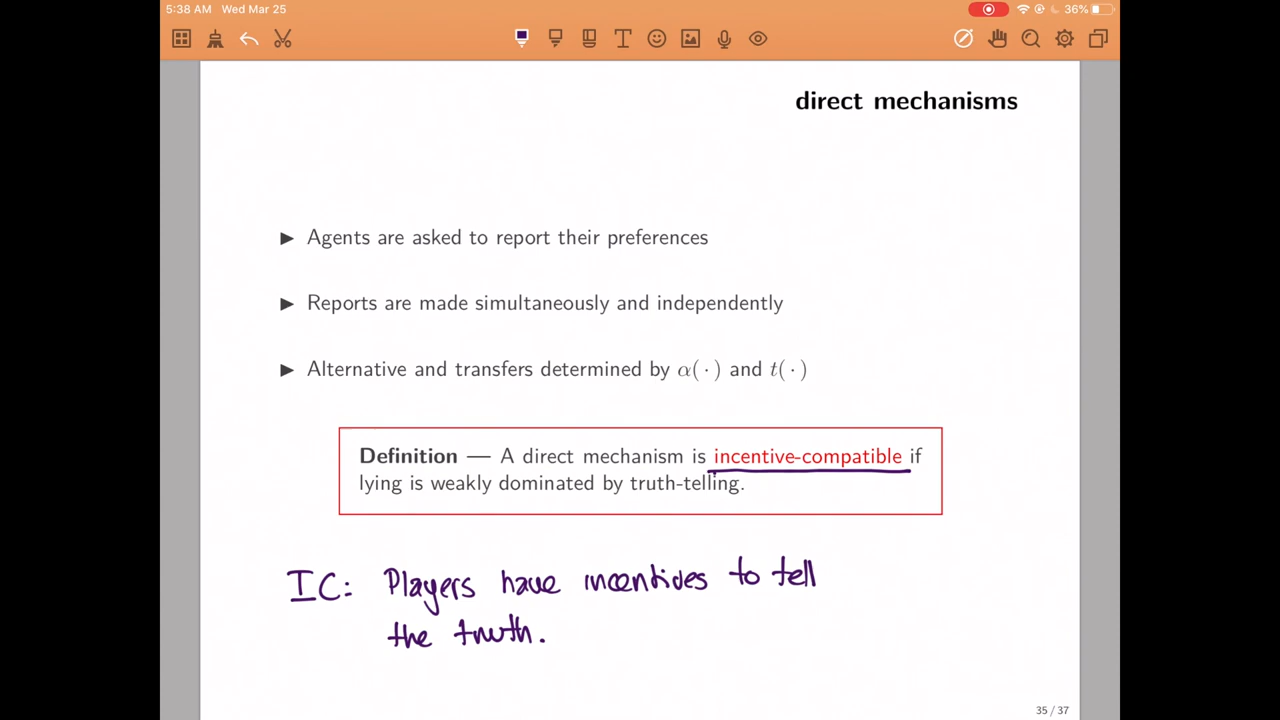 5:38 AM Wed Mar 25 36%
direct mechanisms
▶ Agents are asked to report their preferences
▶ Reports are made simultaneously and independently
▶ Alternative and transfers determined by α(·) and t(·)
Definition — A direct mechanism is incentive-compatible if
lying is weakly dominated by truth-telling.
IC: Players have incentives to tell
the truth.
35 / 37